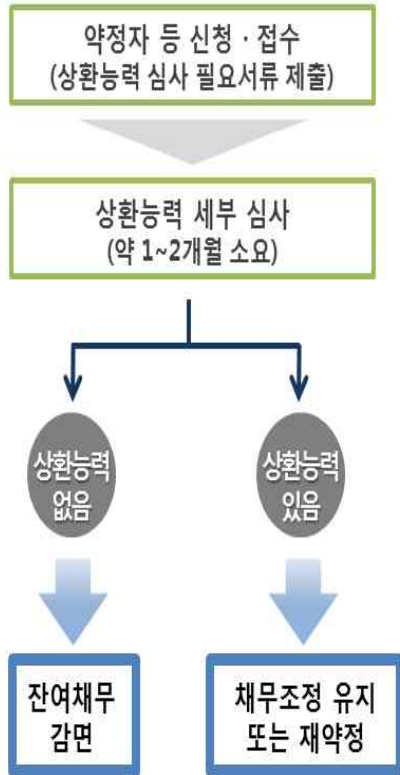 약정자 등 신청 · 접수
(상환능력 심사 필요서류 제출)
상환능력 세부 심사
(약 1~2개월 소요)
상환능력
없음
상환능력
있음
잔여채무
감면
채무조정 유지
또는 재약정